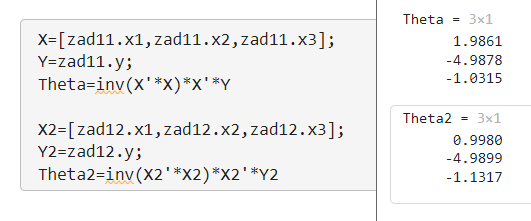 X=[zad11.x1,zad11.x2,zad11.x3];
Y=zad11.y;
Theta=inv(X'*X)*X'*Y
X2=[zad12.x1,zad12.x2,zad12.x3];
Y2=zad12.y;
Theta2=inv(X2'*X2)*X2'*Y2
Theta = 3×1
1.9861
-4.9878
-1.0315
Theta2 = 3×1
0.9980
-4.9899
-1.1317